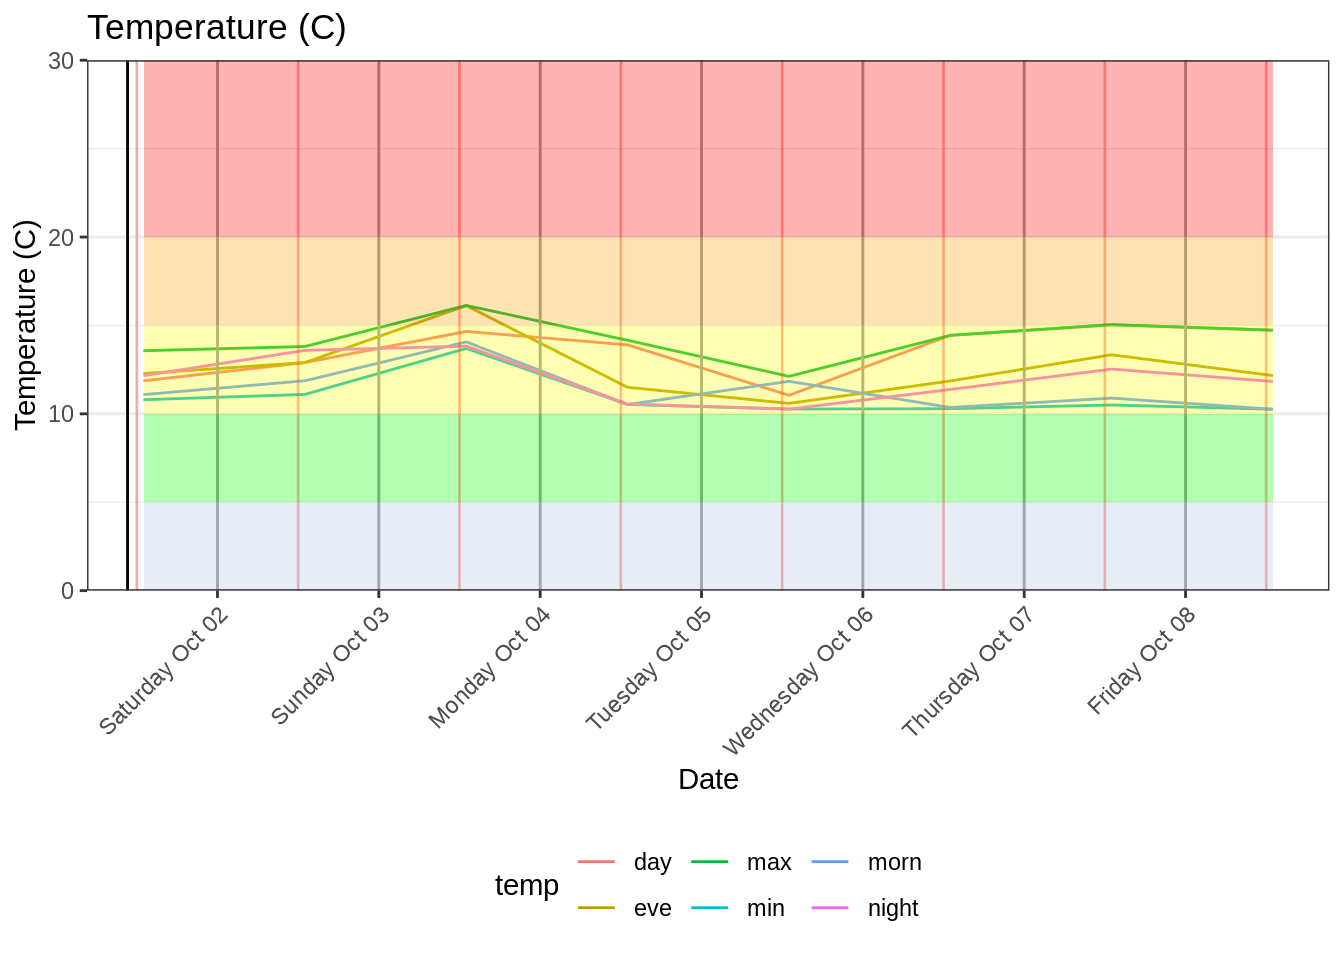 Temperature (C)
30
20
10
0
Temperature (C)
Saturday Oct 02
Sunday Oct 03
Monday Oct 04
Tuesday Oct 05
Wednesday Oct 06
Thursday Oct 07
Friday Oct 08
Date
temp
day
max
morn
eve
min
night